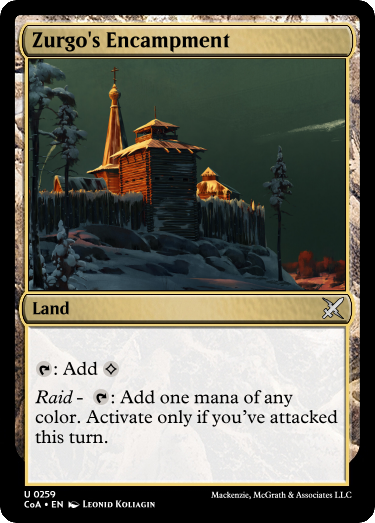 Zurgo's Encampment
Land
: Add
Raid - : Add one mana of any
color. Activate only if you've attacked
this turn.
U 0259
CoA • EN Leonid Koliagin
Mackenzie, McGrath & Associates LLC